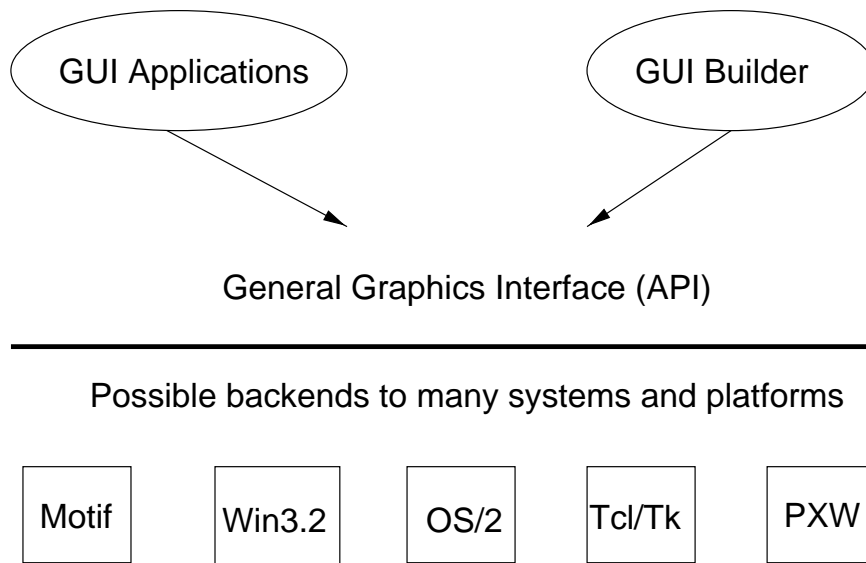 GUI Applications
GUI Builder
General Graphics Interface (API)
Possible backends to many systems and platforms
Motif
Win3.2
OS/2
Tcl/Tk
PXW